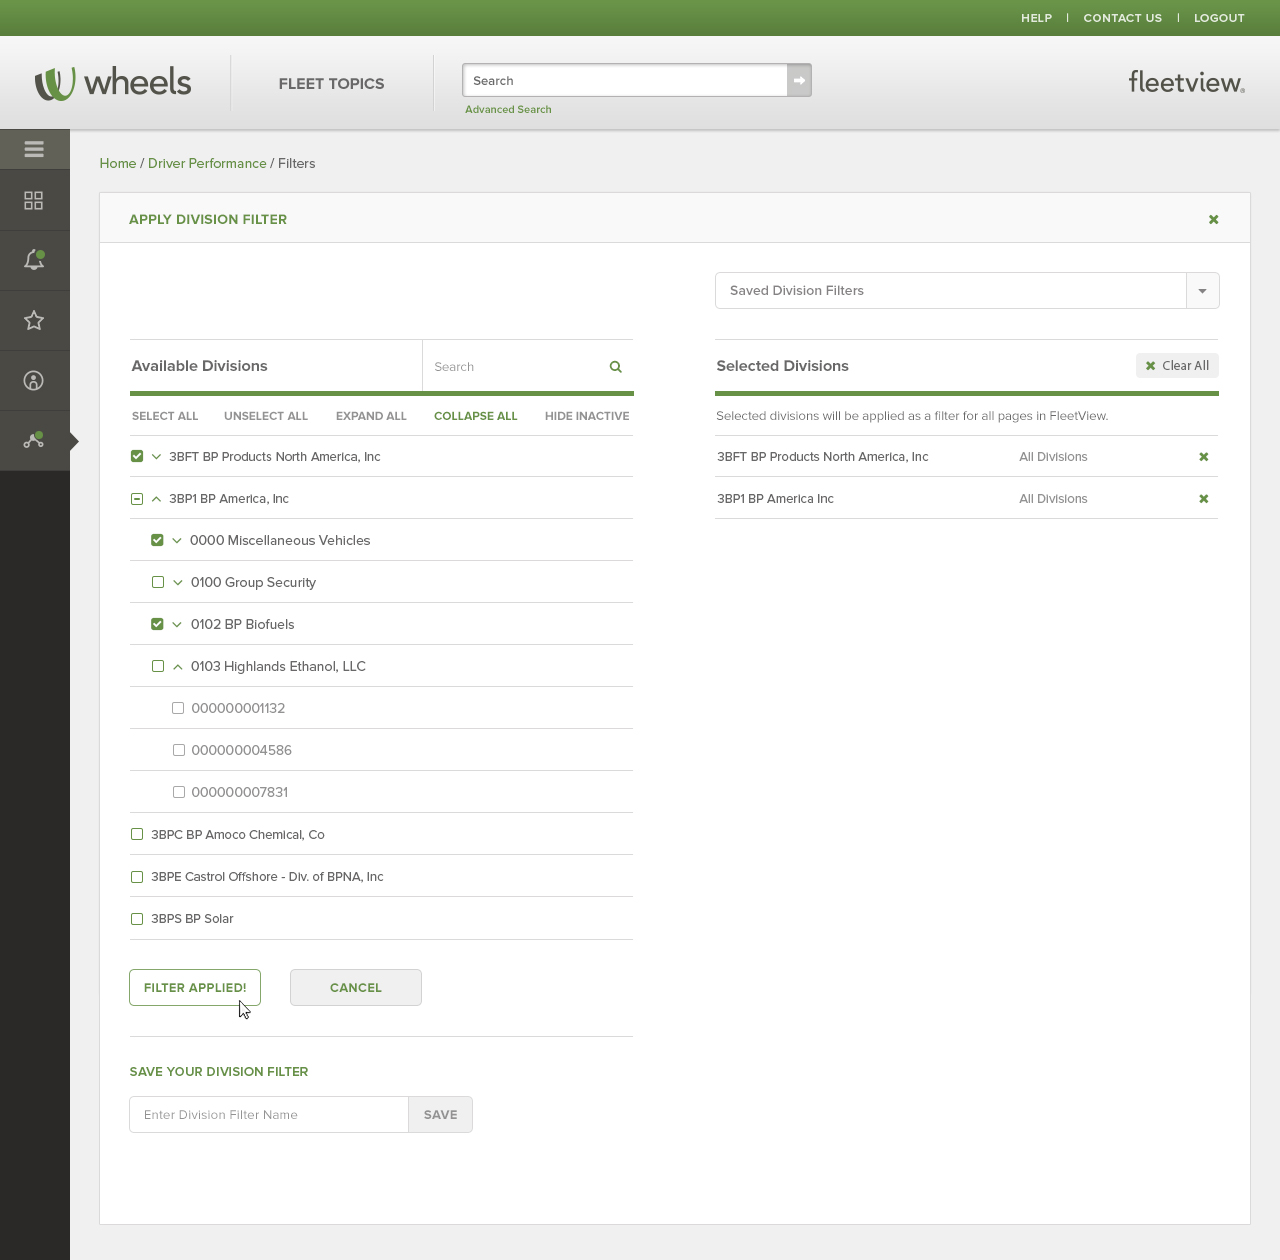 HELP | CONTACT US | LOGOUT
wheels
FLEET TOPICS
Search
Advanced Search
fleetview®
Home / Driver Performance / Filters
APPLY DIVISION FILTER
Saved Division Filters
Available Divisions
Search
Selected Divisions
Clear All
SELECT ALL UNSELECT ALL EXPAND ALL COLLAPSE ALL HIDE INACTIVE
Selected divisions will be applied as a filter for all pages in FleetView.
3BFT BP Products North America, Inc
3BFT BP Products North America, Inc All Divisions
3BP1 BP America, Inc
3BP1 BP America Inc All Divisions
0000 Miscellaneous Vehicles
0100 Group Security
0102 BP Biofuels
0103 Highlands Ethanol, LLC
000000001132
000000004586
000000007831
3BPC BP Amoco Chemical, Co
3BPE Castrol Offshore - Div. of BPNA, Inc
3BPS BP Solar
FILTER APPLIED!
CANCEL
SAVE YOUR DIVISION FILTER
Enter Division Filter Name
SAVE